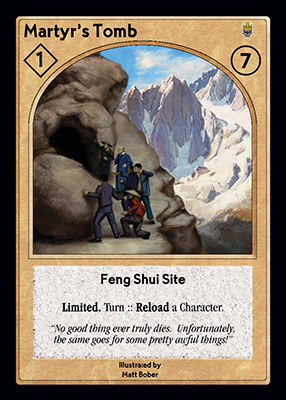 Martyr's Tomb
1
7
Feng Shui Site
Limited. Turn :: Reload a Character.
"No good thing ever truly dies. Unfortunately,
the same goes for some pretty awful things!"
Illustrated by
Matt Bober